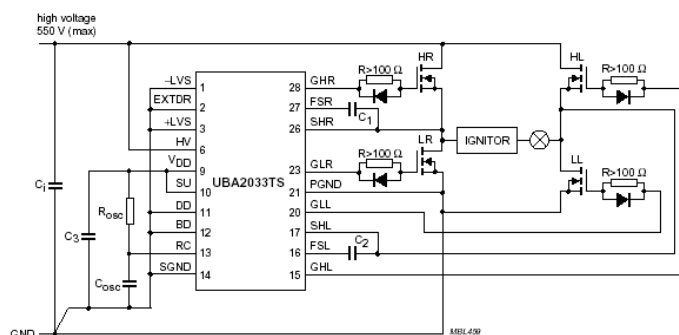 high voltage
550 V (max)
HR
HL
–LVS
1
28
GHR
R>100 Ω
R>100 Ω
EXTDR
2
27
FSR
C1
+LVS
3
26
SHR
IGNITOR
HV
6
LR
LL
VDD
9
23
GLR
R>100 Ω
R>100 Ω
UBA2033TS
SU
10
21
PGND
Ci
ROSC
DD
11
20
GLL
C3
BD
12
17
SHL
C2
RC
13
16
FSL
COSC
SGND
14
15
GHL
GND
MBL459